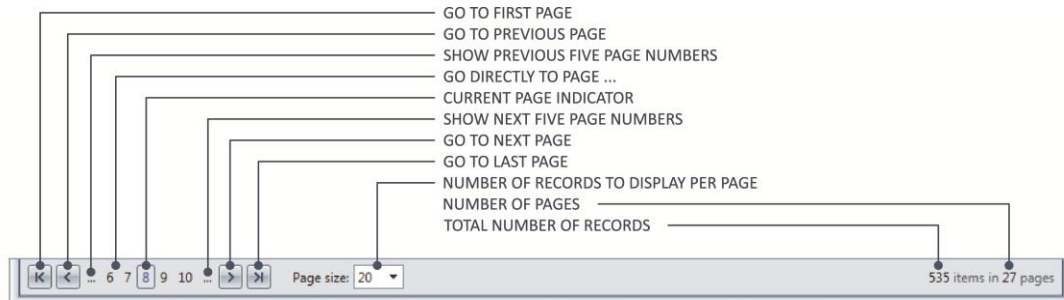 GO TO FIRST PAGE
GO TO PREVIOUS PAGE
SHOW PREVIOUS FIVE PAGE NUMBERS
GO DIRECTLY TO PAGE ...
CURRENT PAGE INDICATOR
SHOW NEXT FIVE PAGE NUMBERS
GO TO NEXT PAGE
GO TO LAST PAGE
NUMBER OF RECORDS TO DISPLAY PER PAGE
NUMBER OF PAGES
TOTAL NUMBER OF RECORDS
... 6 7 8 9 10 ... Page size: 20 535 items in 27 pages